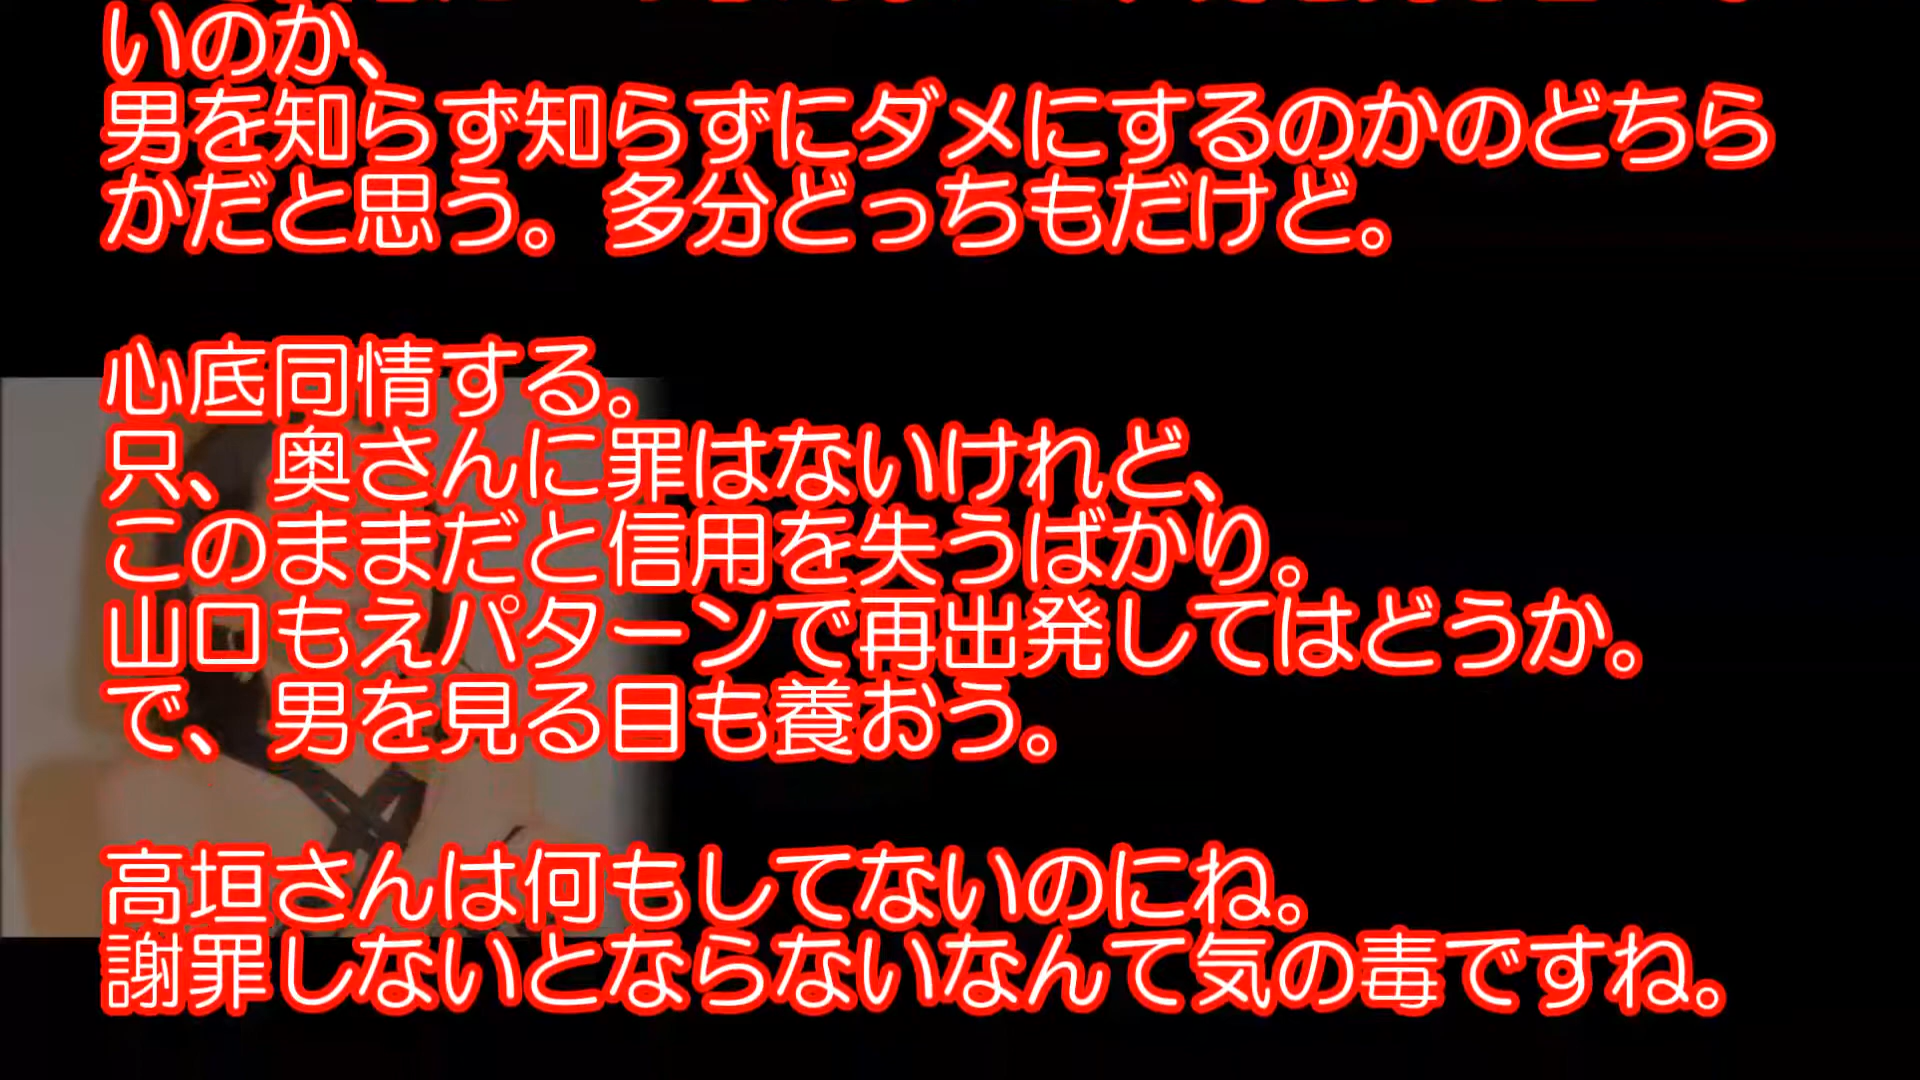 いのか、
男を知らず知らずにダメにするのかのどちら
かだと思う。多分どっちもだけど。
心底同情する。
只、奥さんに罪はないけれど、
このままだと信用を失うばかり。
山口もえパターンで再出発してはどうか。
で、男を見る目も養おう。
高垣さんは何もしてないのにね。
謝罪しないとならないなんて気の毒ですね。